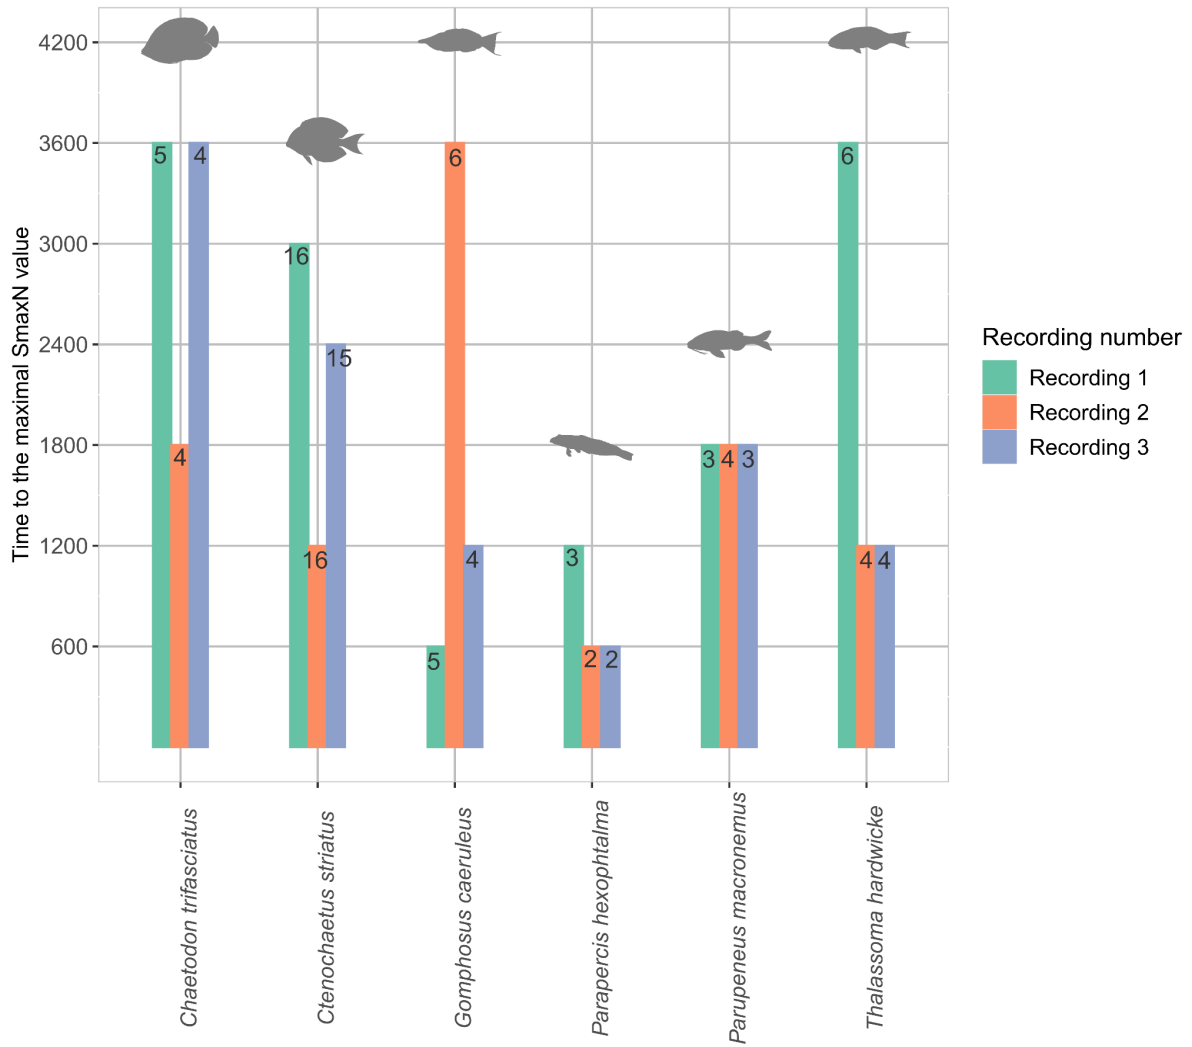 Time to the maximal SmaxN value
4200
3600
3000
2400
1800
1200
600
5
4
4
16
16
15
5
6
4
3
2
2
3
4
3
6
4
4
Chaetodon trifasciatus
Ctenochaetus striatus
Gomphosus caeruleus
Parapercis hexophtalma
Parupeneus macronemus
Thalassoma hardwicke
Recording number
Recording 1
Recording 2
Recording 3